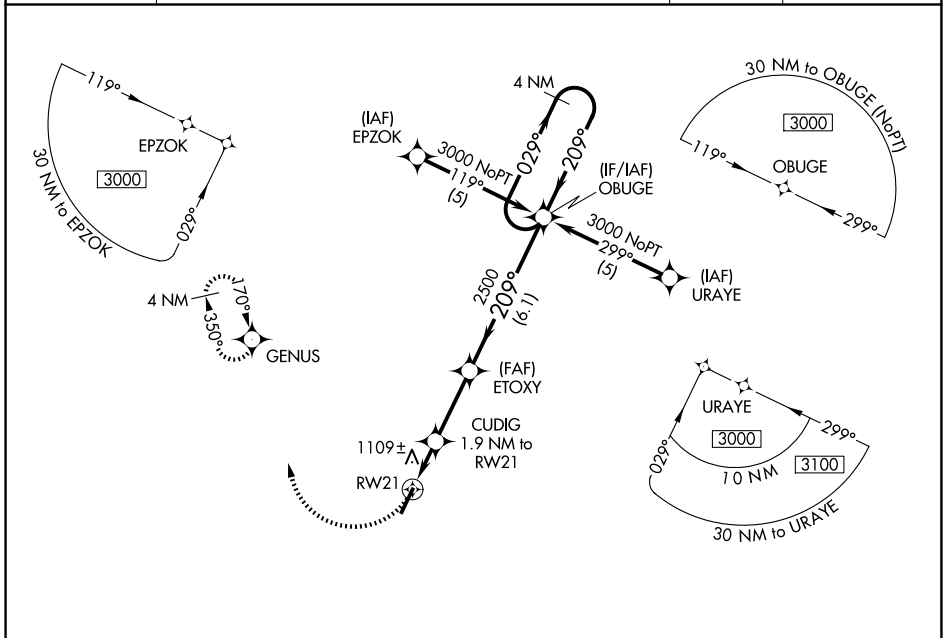 119°
EPZOK
30 NM to EPZOK
3000
029°
4 NM
170°
350°
GENUS
(IAF)
EPZOK
3000 NoPT
119°
(5)
4 NM
029°
209°
(IF/IAF)
OBUGE
3000 NoPT
299°
(5)
(IAF)
URAYE
2500
209°
(6.1)
(FAF)
ETOXY
CUDIG
1.9 NM to
RW21
1109±
RW21
30 NM to OBUGE (NoPT)
3000
119°
OBUGE
299°
URAYE
299°
029°
3000
3100
10 NM
30 NM to URAYE